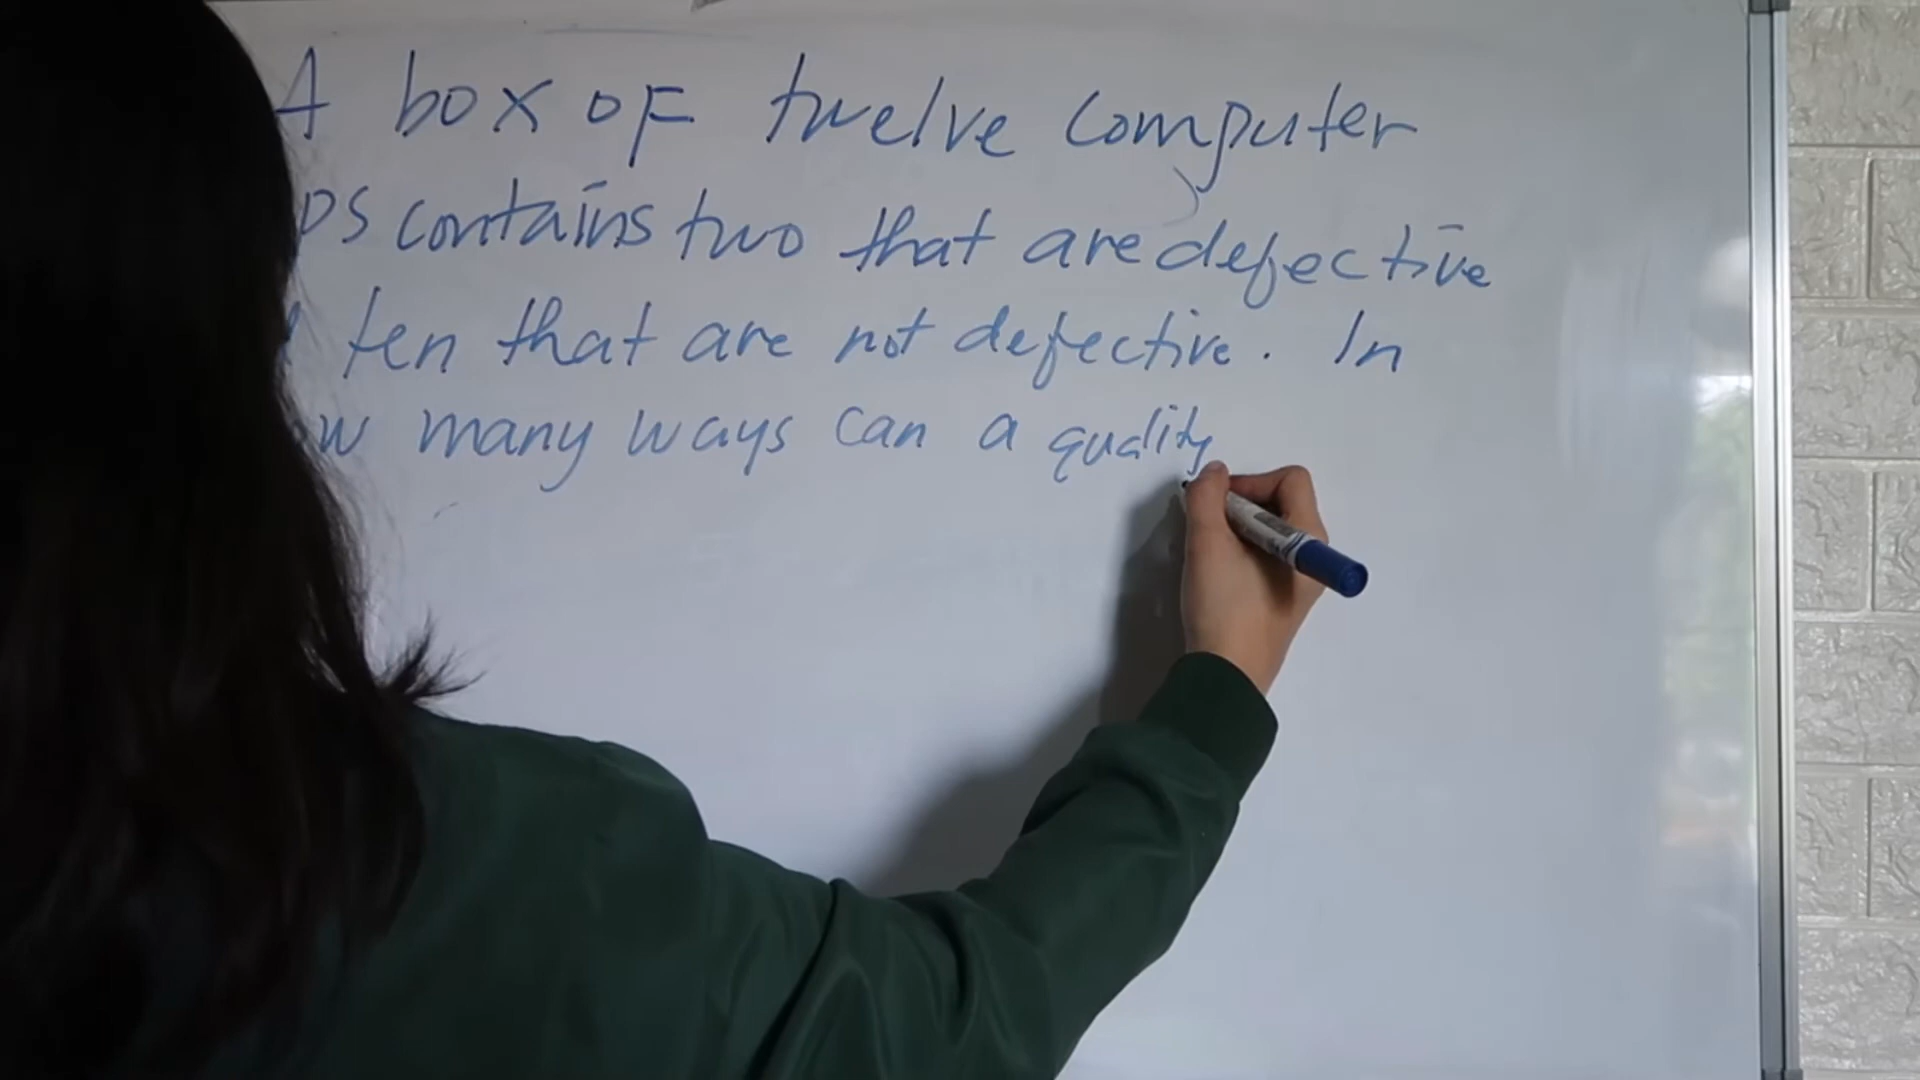 A box of twelve computer
contains two that are defective
ten that are not defective. In
many ways can a quality